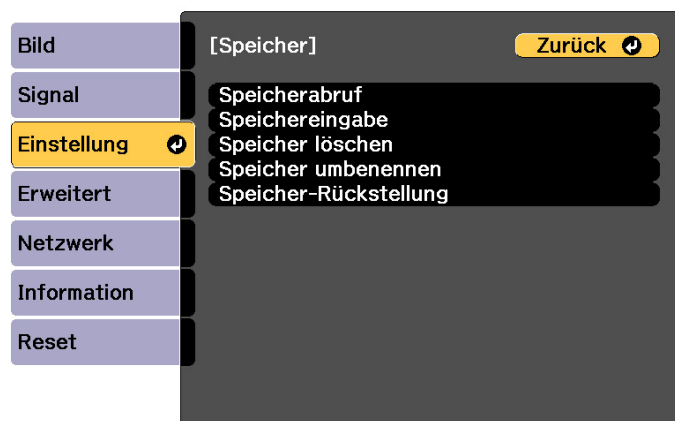 Bild
Signal
Einstellung
Erweitert
Netzwerk
Information
Reset
[Speicher]
Zurück
Speicherabruf
Speichereingabe
Speicher löschen
Speicher umbenennen
Speicher-Rückstellung